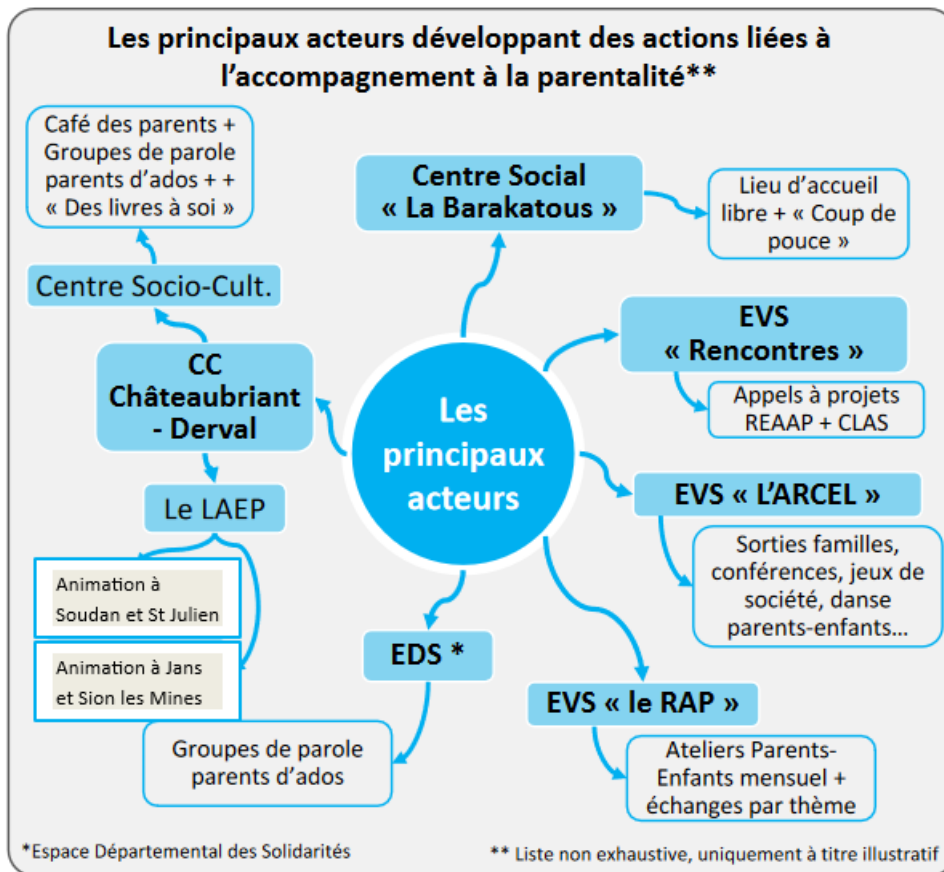 Les principaux acteurs développant des actions liées à
l'accompagnement à la parentalité**
Café des parents +
Groupes de parole
parents d'ados + +
« Des livres à soi »
Centre Social
« La Barakatous »
Lieu d'accueil
libre + « Coup de
pouce »
Centre Socio-Cult.
EVS
« Rencontres »
CC
Châteaubriant
- Derval
Appels à projets
REAAP + CLAS
Les
principaux
acteurs
EVS « L'ARCEL »
Le LAEP
Sorties familles,
conférences, jeux de
société, danse
parents-enfants...
Animation à
Soudan et St Julien
Animation à Jans
et Sion les Mines
EDS *
EVS « le RAP »
Groupes de parole
parents d'ados
Ateliers Parents-
Enfants mensuel +
échanges par thème
*Espace Départemental des Solidarités
** Liste non exhaustive, uniquement à titre illustratif